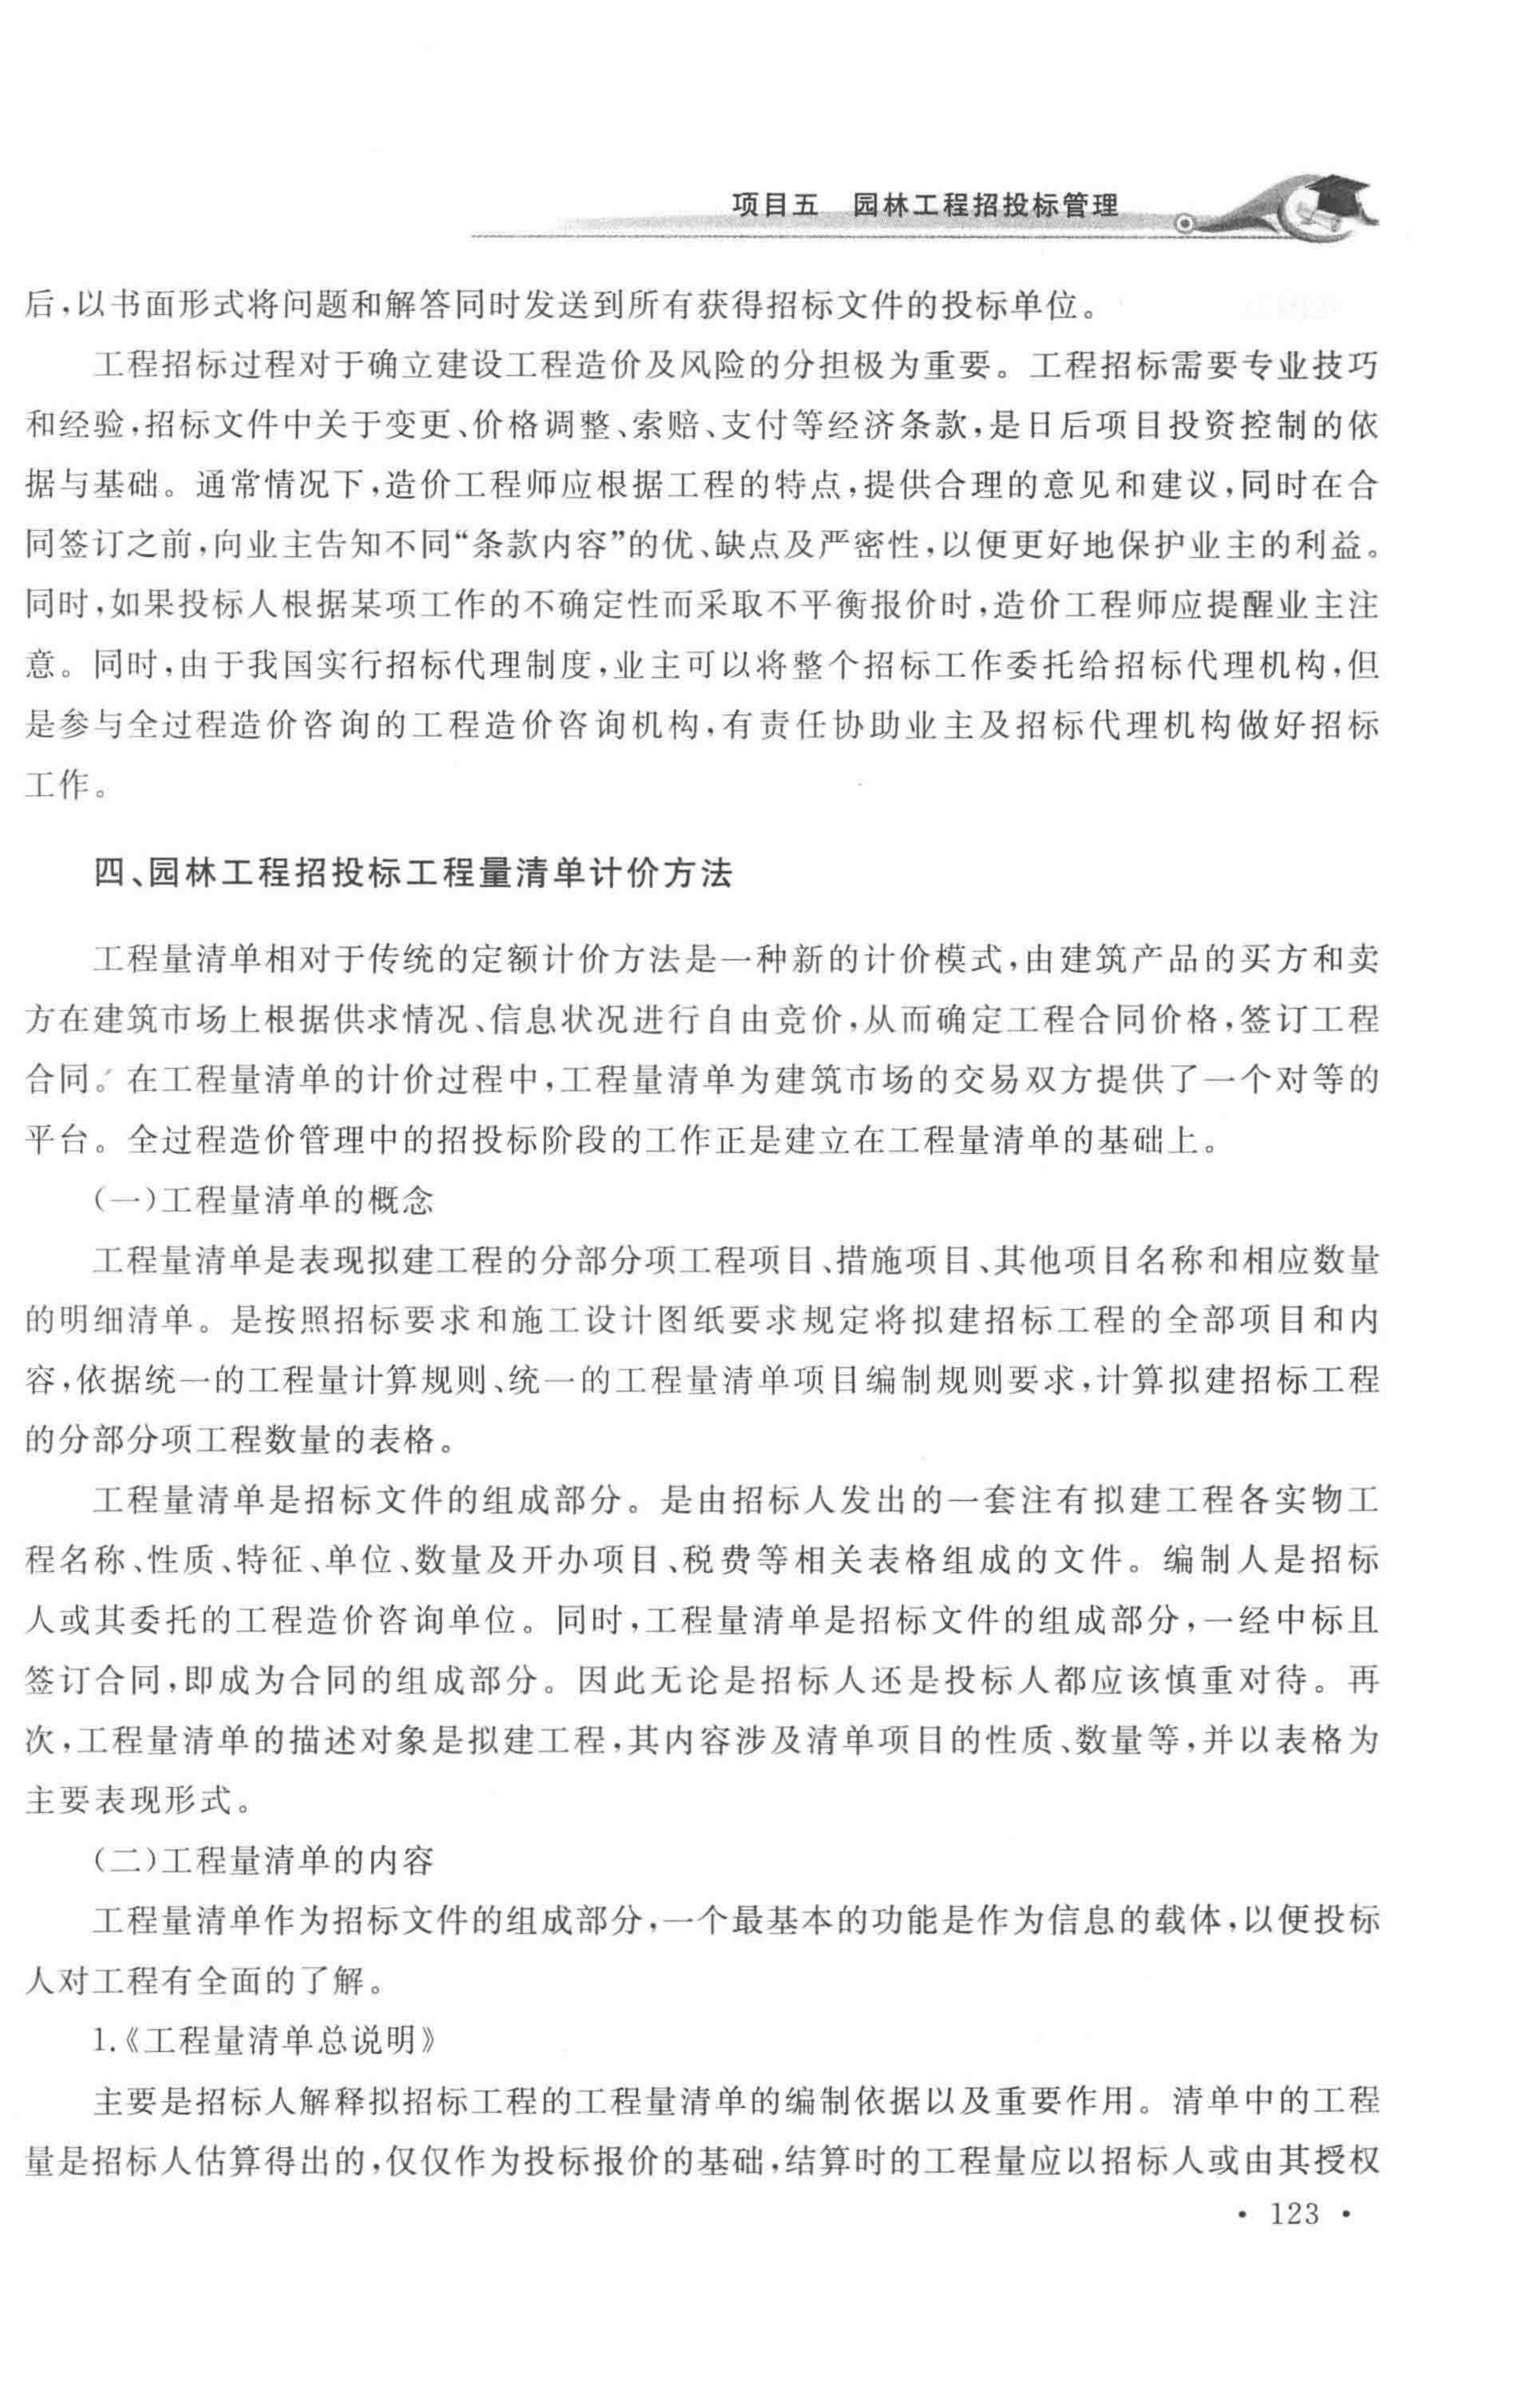 项目五　园林工程招投标管理
后,以书面形式将问题和解答同时发送到所有获得招标文件的投标单位。
工程招标过程对于确立建设工程造价及风险的分担极为重要。工程招标需要专业技巧
和经验,招标文件中关于变更、价格调整、索赔、支付等经济条款,是日后项目投资控制的依
据与基础。通常情况下,造价工程师应根据工程的特点,提供合理的意见和建议,同时在合
同签订之前,向业主告知不同“条款内容”的优、缺点及严密性,以便更好地保护业主的利益。
同时,如果投标人根据某项工作的不确定性而采取不平衡报价时,造价工程师应提醒业主注
意。同时,由于我国实行招标代理制度,业主可以将整个招标工作委托给招标代理机构,但
是参与全过程造价咨询的工程造价咨询机构,有责任协助业主及招标代理机构做好招标
工作。
四、园林工程招投标工程量清单计价方法
工程量清单相对于传统的定额计价方法是一种新的计价模式,由建筑产品的买方和卖
方在建筑市场上根据供求情况、信息状况进行自由竞价,从而确定工程合同价格,签订工程
合同。在工程量清单的计价过程中,工程量清单为建筑市场的交易双方提供了一个对等的
平台。全过程造价管理中的招投标阶段的工作正是建立在工程量清单的基础上。
(一)工程量清单的概念
工程量清单是表现拟建工程的分部分项工程项目、措施项目、其他项目名称和相应数量
的明细清单。是按照招标要求和施工设计图纸要求规定将拟建招标工程的全部项目和内
容,依据统一的工程量计算规则、统一的工程量清单项目编制规则要求,计算拟建招标工程
的分部分项工程数量的表格。
工程量清单是招标文件的组成部分。是由招标人发出的一套注有拟建工程各实物工
程名称、性质、特征、单位、数量及开办项目、税费等相关表格组成的文件。编制人是招标
人或其委托的工程造价咨询单位。同时,工程量清单是招标文件的组成部分,一经中标且
签订合同,即成为合同的组成部分。因此无论是招标人还是投标人都应该慎重对待。再
次,工程量清单的描述对象是拟建工程,其内容涉及清单项目的性质、数量等,并以表格为
主要表现形式。
(二)工程量清单的内容
工程量清单作为招标文件的组成部分,一个最基本的功能是作为信息的载体,以便投标
人对工程有全面的了解。
1.《工程量清单总说明》
主要是招标人解释拟招标工程的工程量清单的编制依据以及重要作用。清单中的工程
量是招标人估算得出的,仅仅作为投标报价的基础,结算时的工程量应以招标人或由其授权
· 123 ·